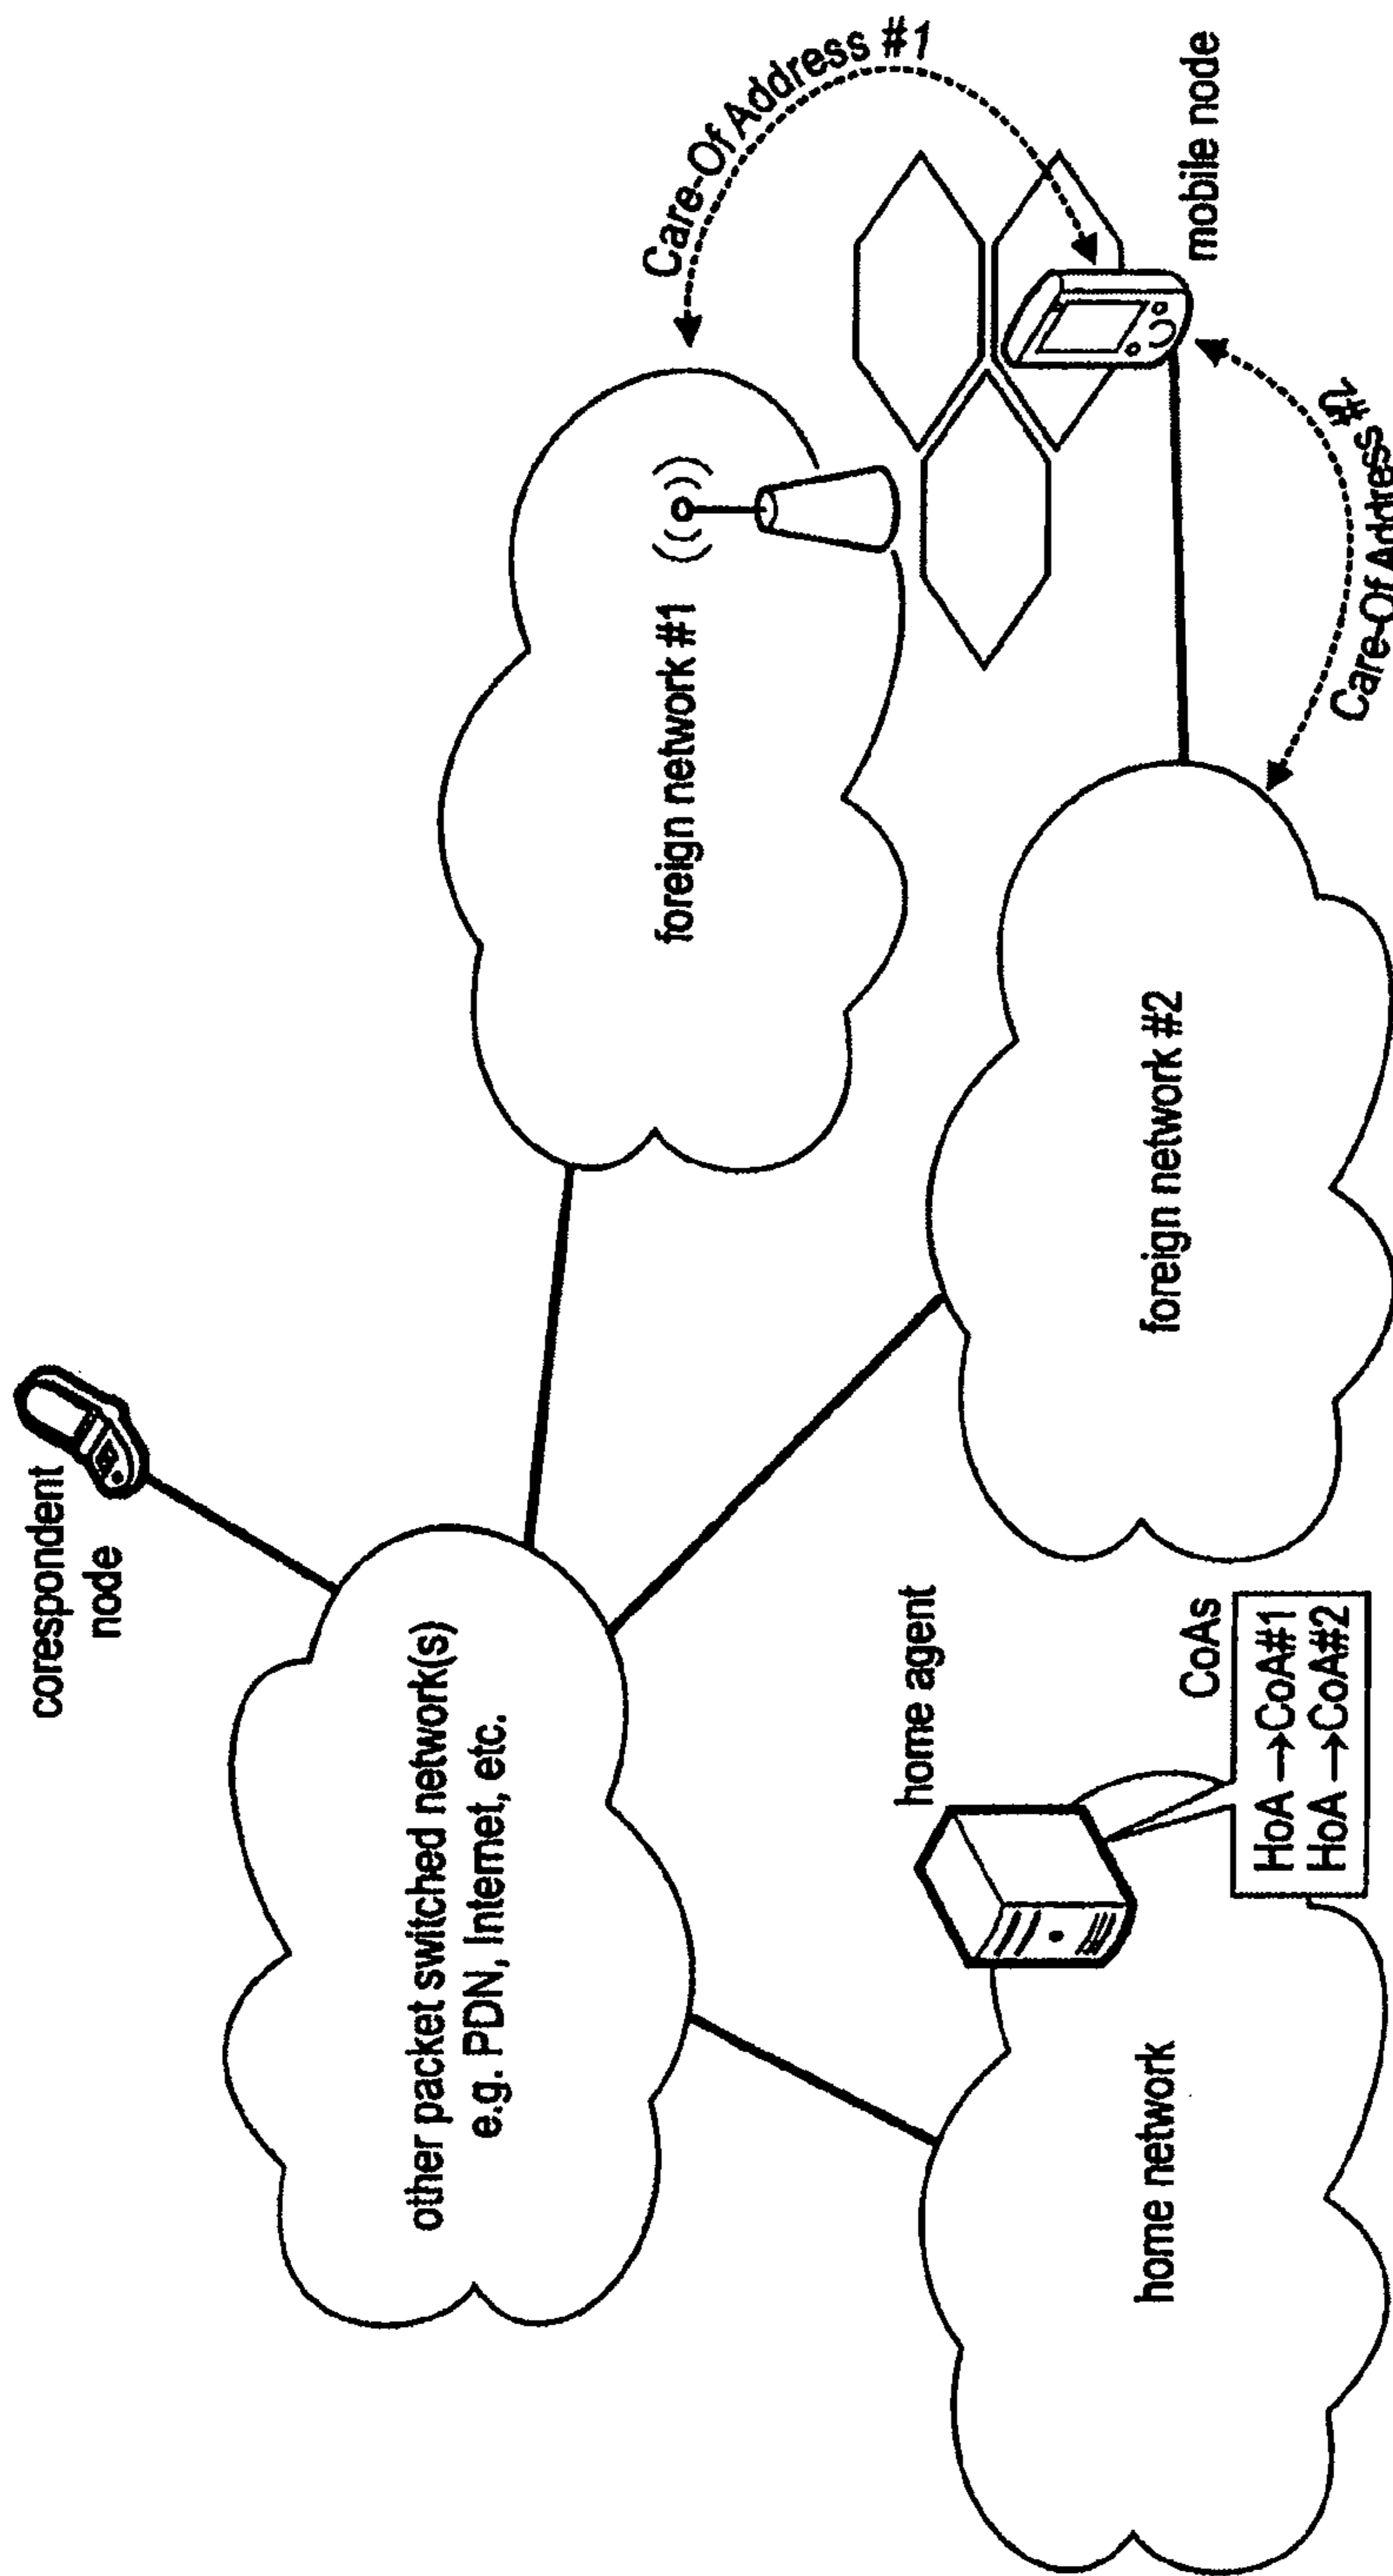 corespondent
node
other packet switched network(s)
e.g. PDN, Internet, etc.
foreign network #1
Care-Of Address #1
mobile node
home agent
CoAs
HoA →CoA#1
HoA →CoA#2
home network
foreign network #2
Care-Of Address #2